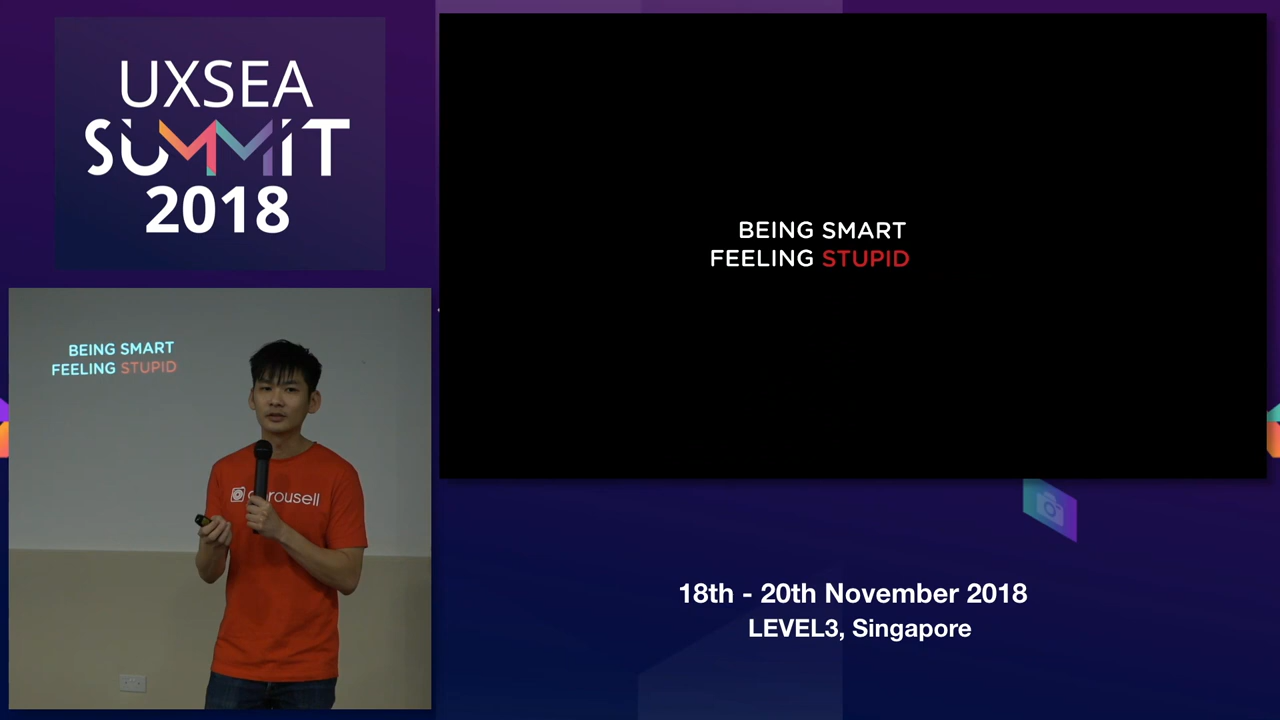 UXSEA
SUMMIT
2018
BEING SMART
FEELING STUPID
BEING SMART
FEELING STUPID
carousell
18th - 20th November 2018
LEVEL3, Singapore